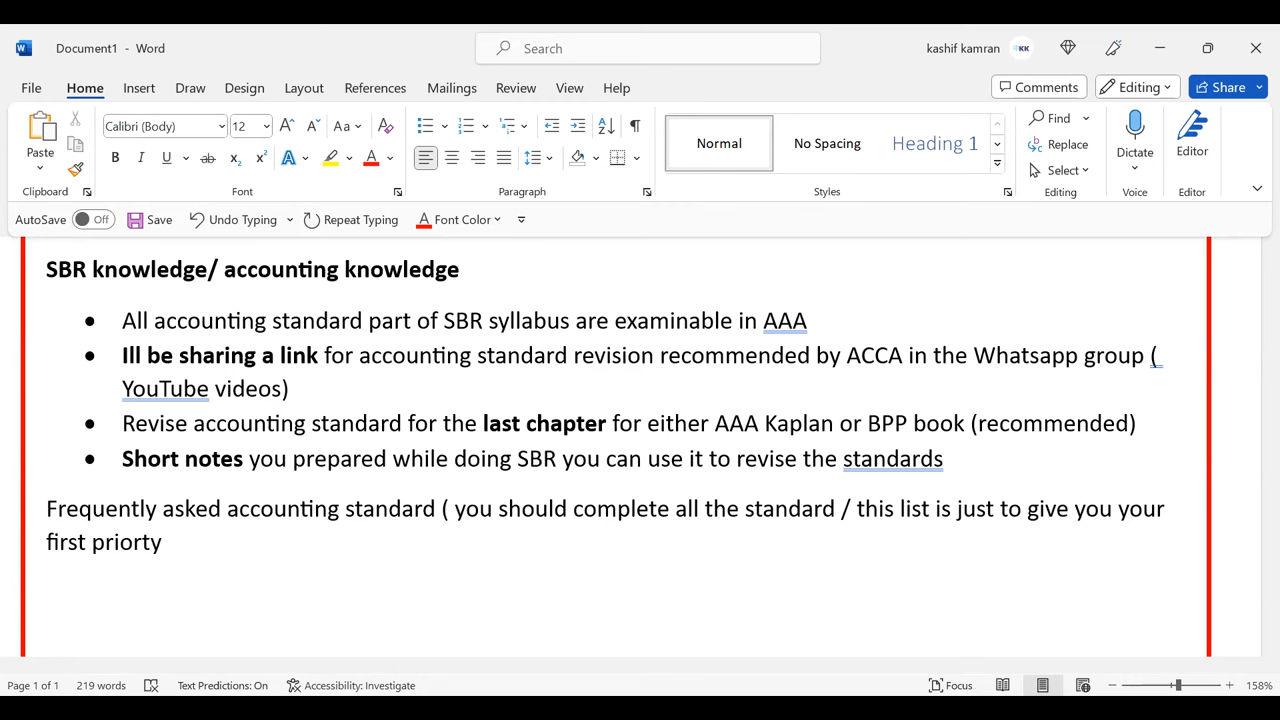 Document1 - Word
Search
kashif kamran KK
File Home Insert Draw Design Layout References Mailings Review View Help
Comments Editing Share
Paste
Calibri (Body) 12
Normal No Spacing Heading 1
Find
Replace
Select
Dictate
Editor
Clipboard Font Paragraph Styles Editing Voice Editor
AutoSave Off Save Undo Typing Repeat Typing Font Color
SBR knowledge/ accounting knowledge
• All accounting standard part of SBR syllabus are examinable in AAA
• Ill be sharing a link for accounting standard revision recommended by ACCA in the Whatsapp group (
YouTube videos)
• Revise accounting standard for the last chapter for either AAA Kaplan or BPP book (recommended)
• Short notes you prepared while doing SBR you can use it to revise the standards
Frequently asked accounting standard ( you should complete all the standard / this list is just to give you your
first priorty
Page 1 of 1 219 words Text Predictions: On Accessibility: Investigate Focus 158%